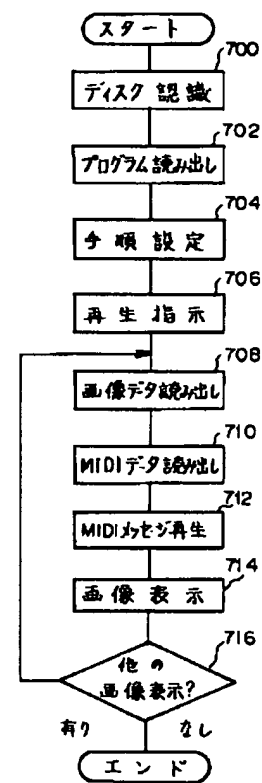 スタート
700
ディスク認識
702
プログラム読み出し
704
手順設定
706
再生指示
708
画像データ読み出し
710
MIDIデータ読み出し
712
MIDIメッセージ再生
714
画像表示
716
他の
画像表示?
有り なし
エンド